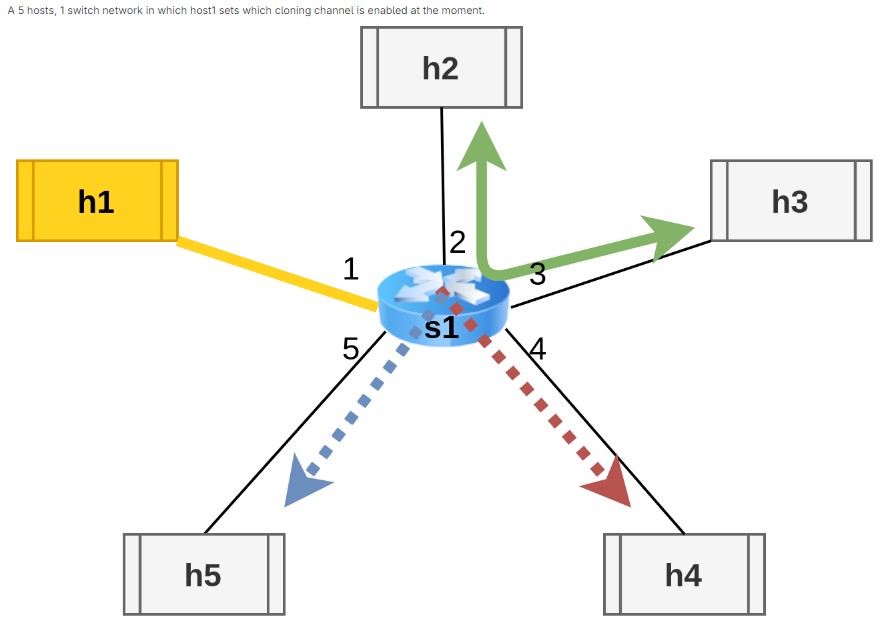 A 5 hosts, 1 switch network in which host1 sets which cloning channel is enabled at the moment.
h2
h1
h3
2
1
3
s1
5
4
h5
h4